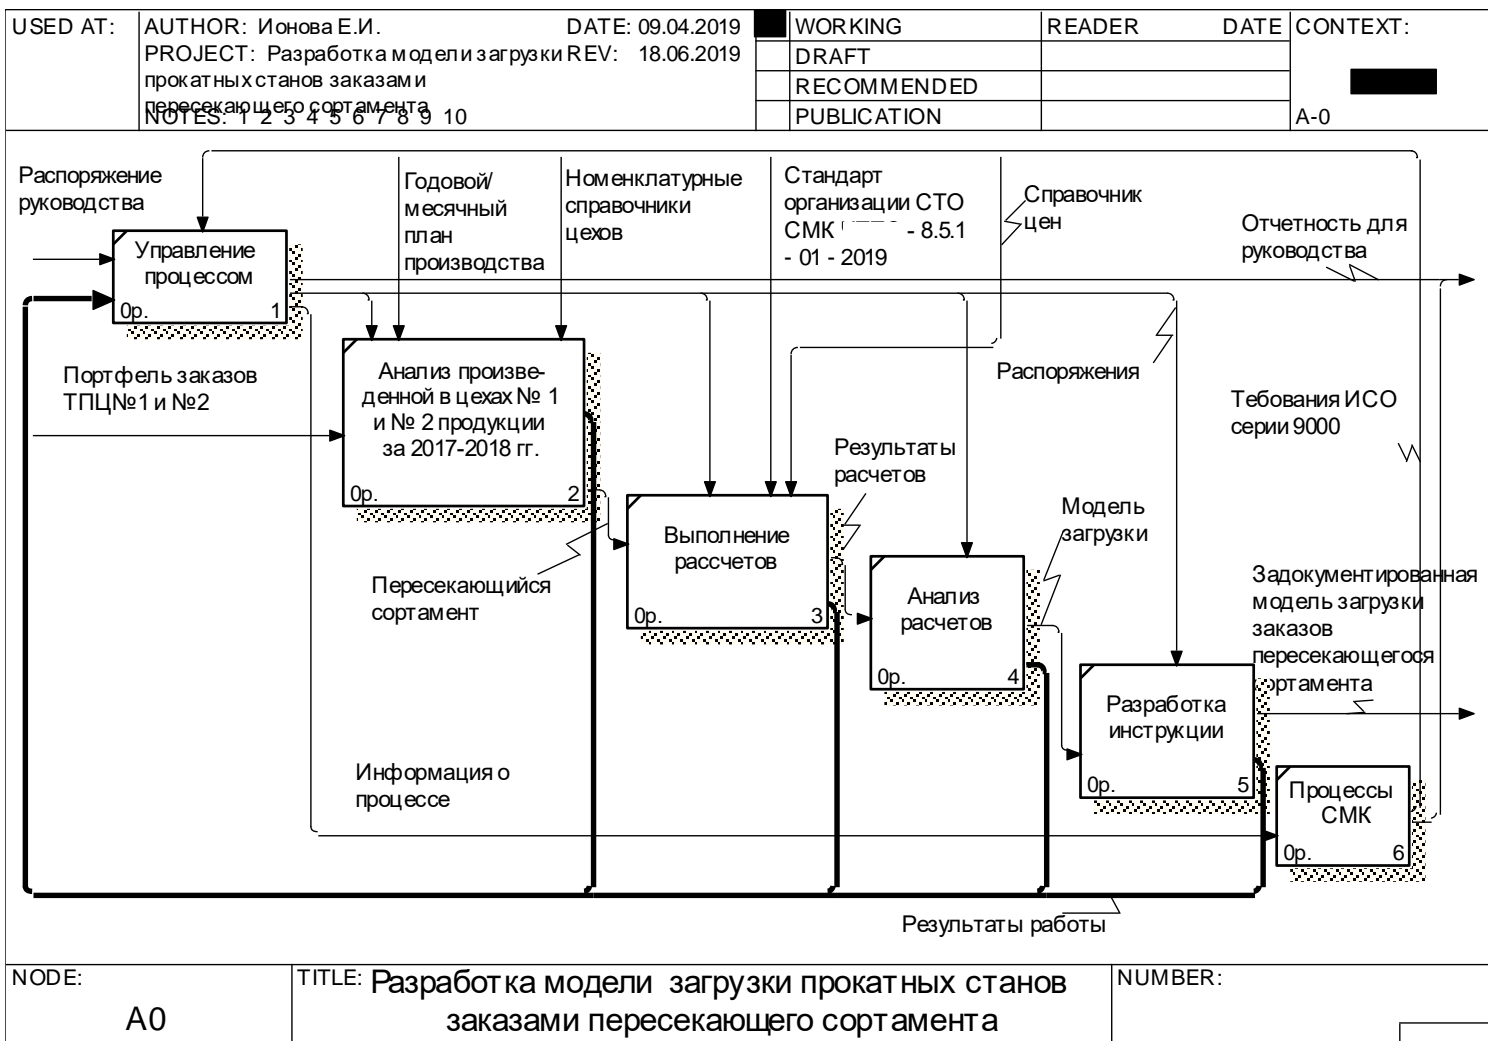 USED AT:
AUTHOR: Ионова Е.И.
DATE: 09.04.2019
PROJECT: Разработка модели загрузки
REV: 18.06.2019
прокатных станов заказами
пересекающего сортамента
NOTES: 1 2 3 4 5 6 7 8 9 10
WORKING
DRAFT
RECOMMENDED
PUBLICATION
READER
DATE
CONTEXT:
A-0
Распоряжение
руководства
Годовой/
месячный
план
производства
Номенклатурные
справочники
цехов
Стандарт
организации СТО
СМК
- 8.5.1
- 01 - 2019
Справочник
цен
Отчетность для
руководства
Управление
процессом
0р.
1
Портфель заказов
ТПЦ№1 и №2
Анализ произве-
денной в цехах № 1
и № 2 продукции
за 2017-2018 гг.
0р.
2
Распоряжения
Тебования ИСО
серии 9000
Результаты
расчетов
Выполнение
рассчетов
0р.
3
Модель
загрузки
Пересекающийся
сортамент
Анализ
расчетов
0р.
4
Задокументированная
модель загрузки
заказов
пересекающегося
ортамента
Разработка
инструкции
0р.
5
Информация о
процессе
Процессы
СМК
0р.
6
Результаты работы
NODE:
A0
TITLE:
Разработка модели загрузки прокатных станов
заказами пересекающего сортамента
NUMBER: